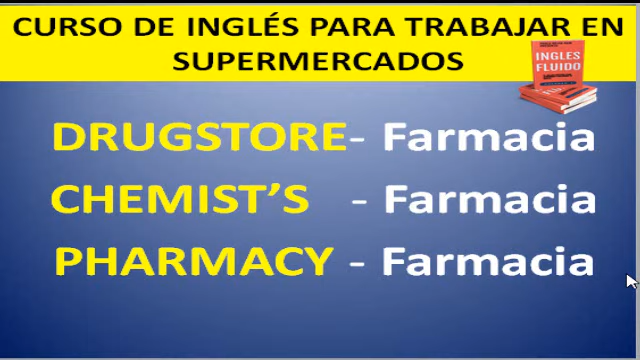 CURSO DE INGLÉS PARA TRABAJAR EN
SUPERMERCADOS
INGLES
FLUIDO
DRUGSTORE- Farmacia
CHEMIST'S - Farmacia
PHARMACY - Farmacia